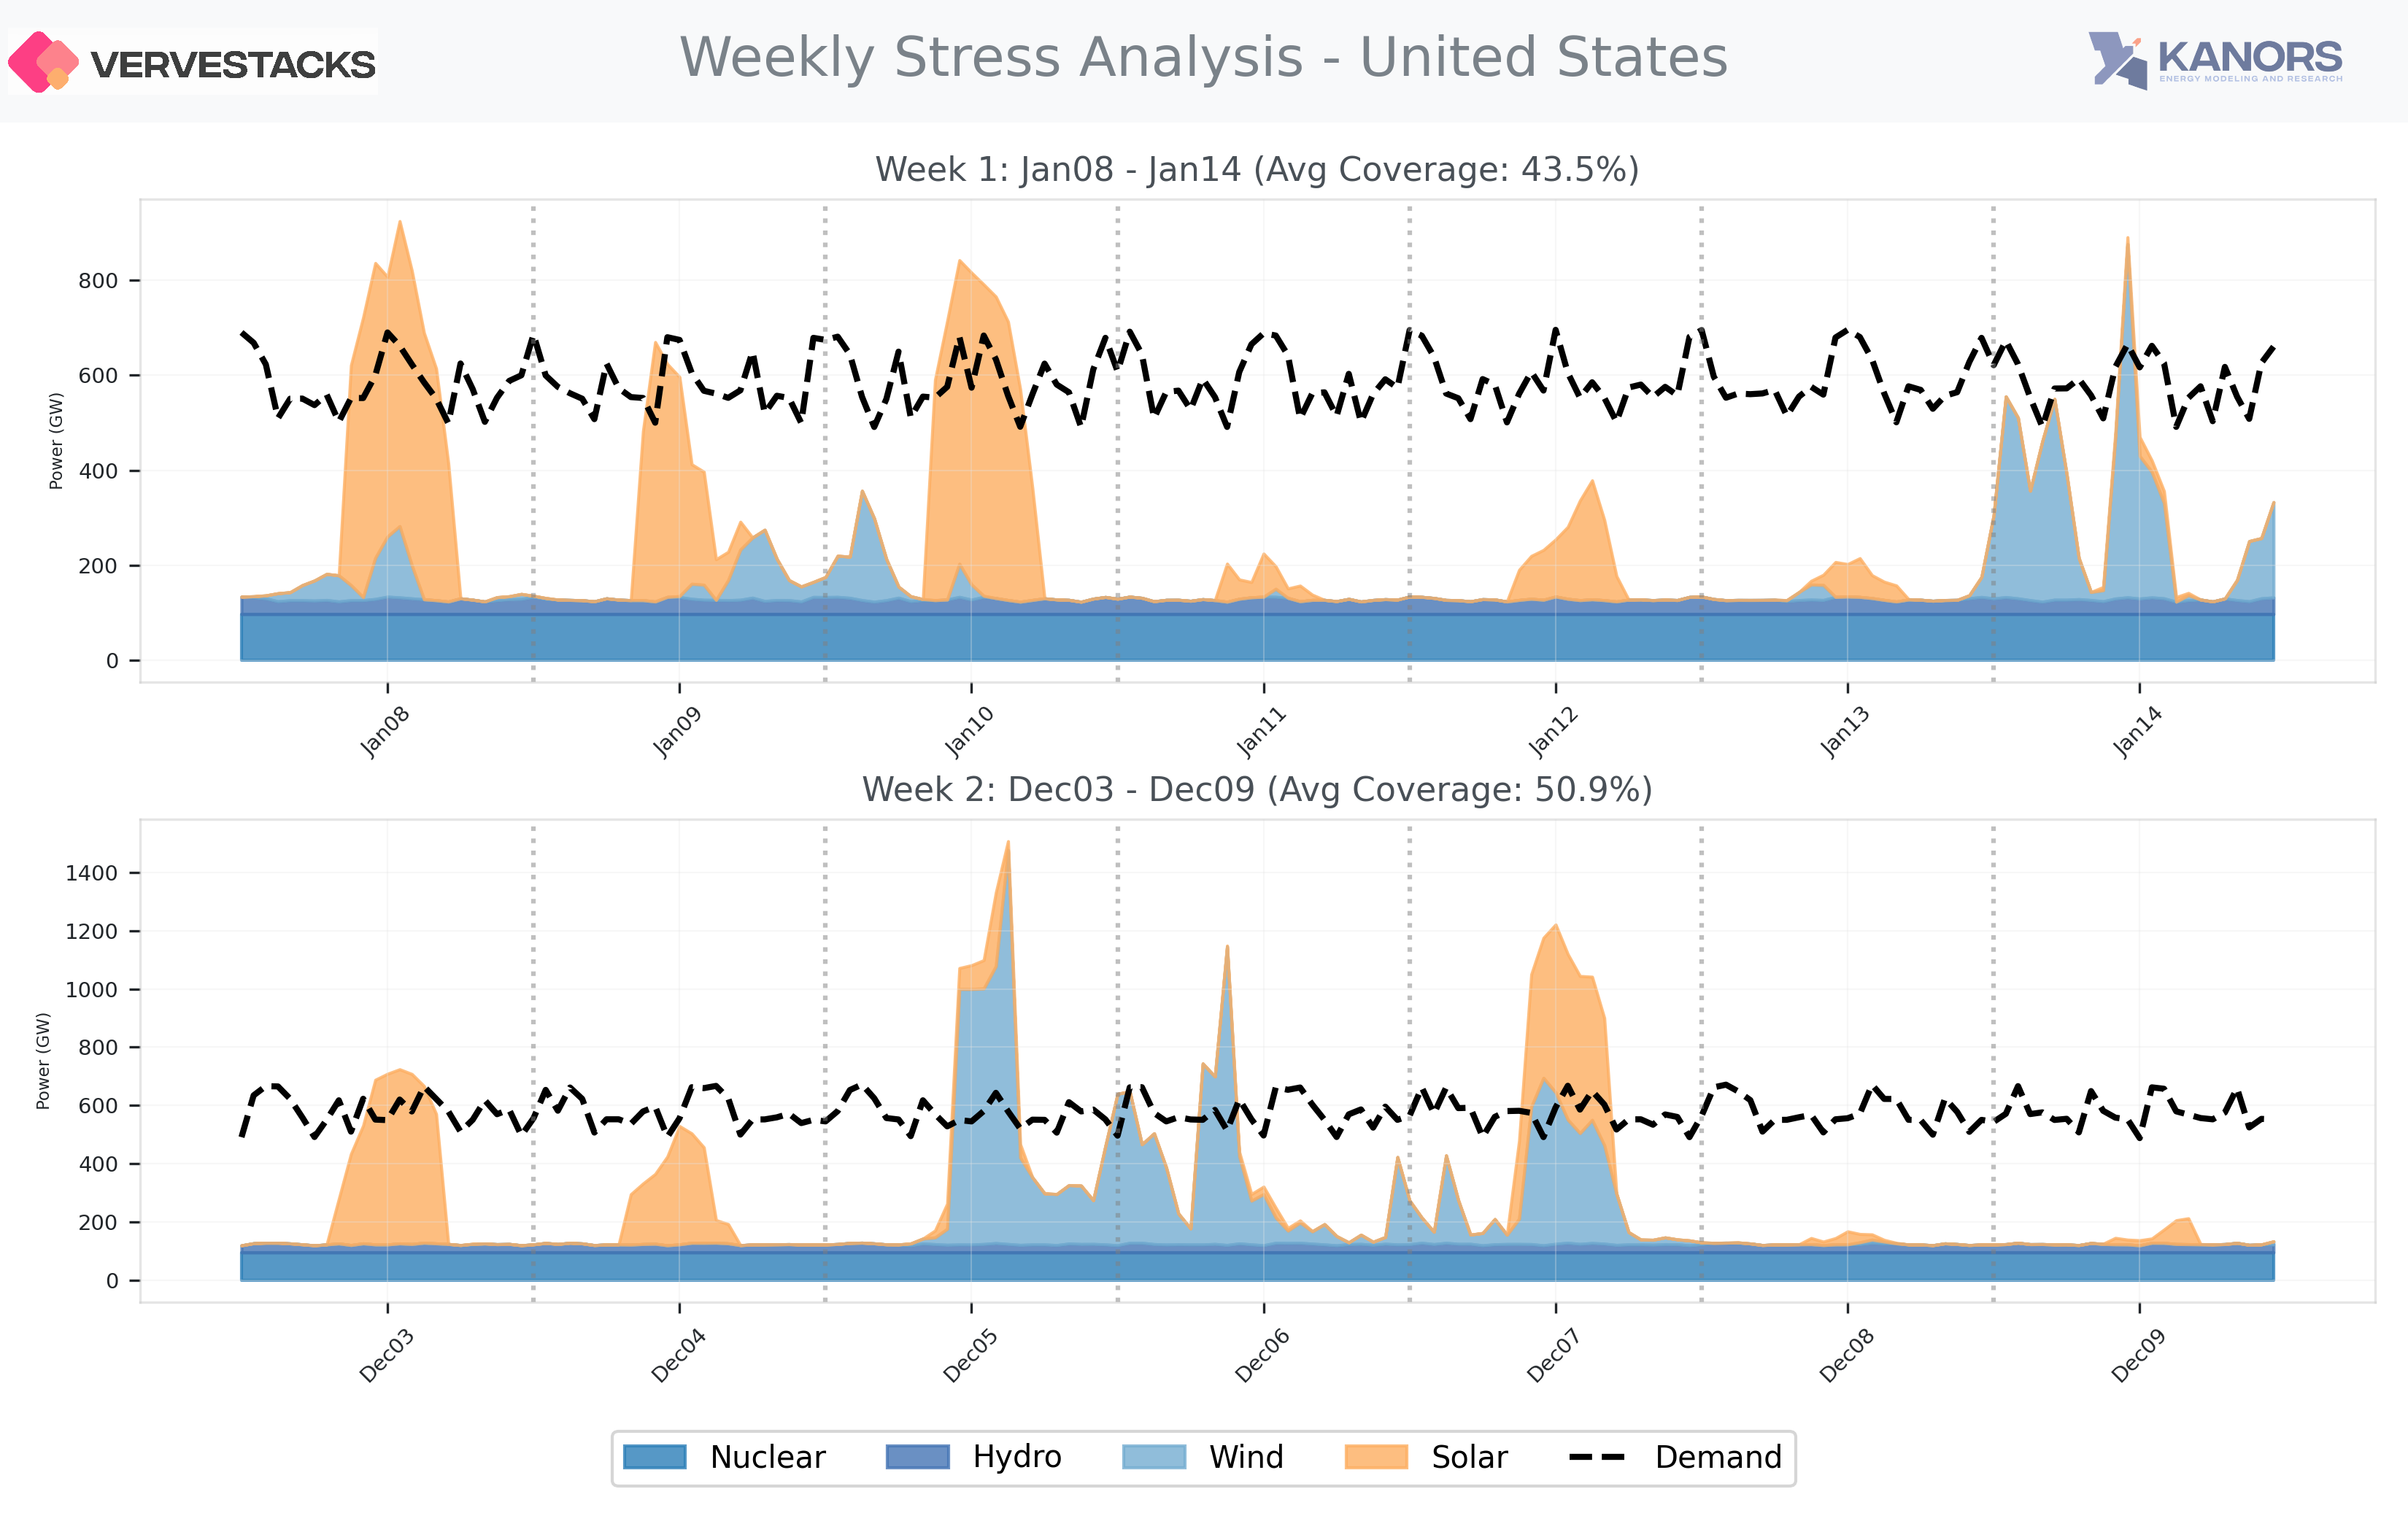 VERVESTACKS
Weekly Stress Analysis - United States
KANORS
ENERGY MODELING AND RESEARCH
Week 1: Jan08 - Jan14 (Avg Coverage: 43.5%)
Power (GW)
800
600
400
200
0
Jan08
Jan09
Jan10
Jan11
Jan12
Jan13
Jan14
Week 2: Dec03 - Dec09 (Avg Coverage: 50.9%)
Power (GW)
1400
1200
1000
800
600
400
200
0
Dec03
Dec04
Dec05
Dec06
Dec07
Dec08
Dec09
Nuclear
Hydro
Wind
Solar
Demand